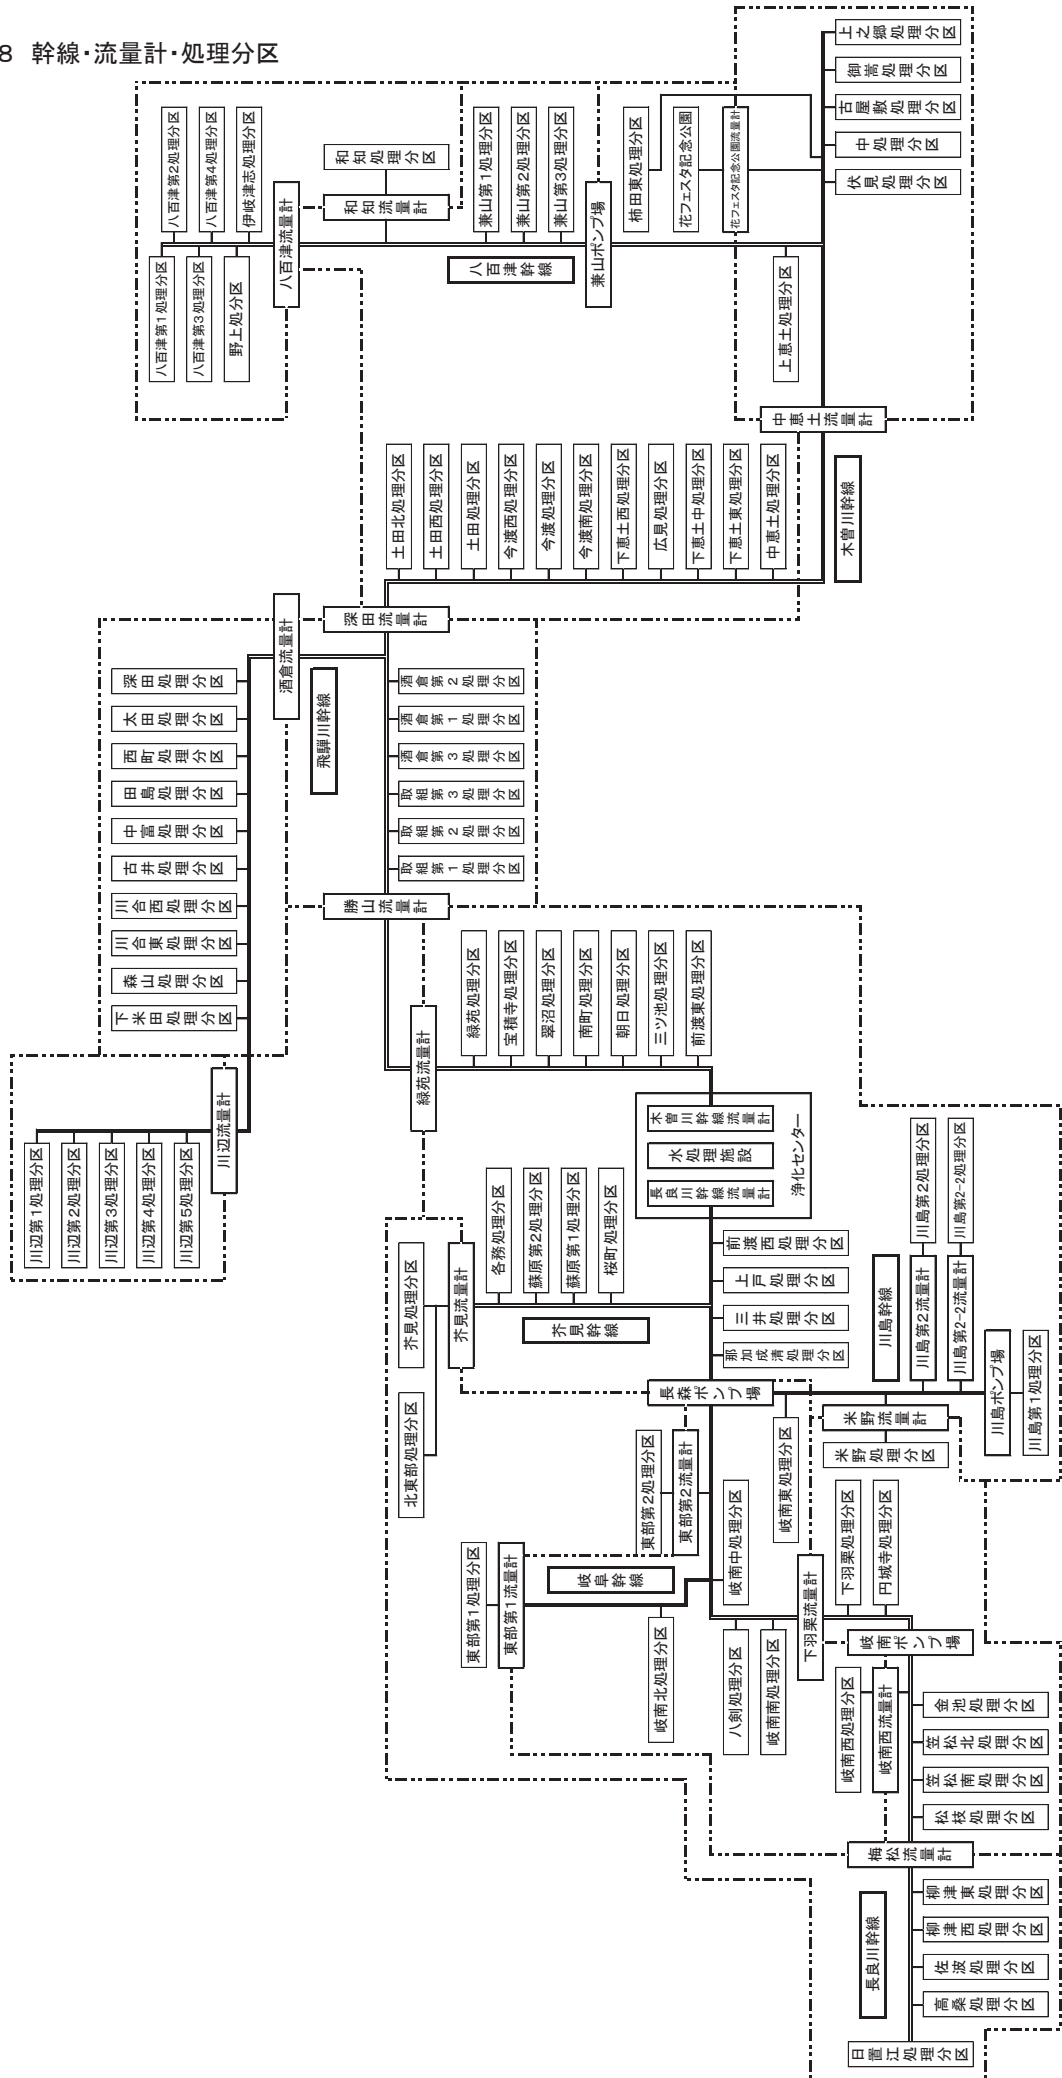 8 幹線・流量計・処理分区
上之郷処理分区
御嵩処理分区
古屋敷処理分区
中処理分区
伏見処理分区
柿田東処理分区
花フェスタ記念公園
花フェスタ記念公園流量計
兼山第1処理分区
兼山第2処理分区
兼山第3処理分区
兼山ポンプ場
和知処理分区
和知流量計
八百津第2処理分区
八百津第4処理分区
伊岐津志処理分区
八百津流量計
八百津第1処理分区
八百津第3処理分区
野上処分区
八百津幹線
上恵土処理分区
中恵土流量計
木曽川幹線
土田北処理分区
土田西処理分区
土田処理分区
今渡西処理分区
今渡処理分区
今渡南処理分区
下恵土西処理分区
広見処理分区
下恵土中処理分区
下恵土東処理分区
中恵土処理分区
深田流量計
酒倉流量計
飛騨川幹線
深田処理分区
太田処理分区
西町処理分区
田島処理分区
中富処理分区
古井処理分区
川合西処理分区
川合東処理分区
森山処理分区
下米田処理分区
酒倉第2処理分区
酒倉第1処理分区
酒倉第3処理分区
取組第3処理分区
取組第2処理分区
取組第1処理分区
勝山流量計
川辺流量計
川辺第1処理分区
川辺第2処理分区
川辺第3処理分区
川辺第4処理分区
川辺第5処理分区
緑苑流量計
緑苑処理分区
宝積寺処理分区
翠沼処理分区
南町処理分区
朝日処理分区
三ツ池処理分区
前渡東処理分区
木曽川幹線流量計
水処理施設
長良川幹線流量計
浄化センター
各務処理分区
蘇原第2処理分区
蘇原第1処理分区
桜町処理分区
芥見処理分区
芥見流量計
芥見幹線
北東部処理分区
前渡西処理分区
上戸処理分区
三井処理分区
那加成清処理分区
長森ポンプ場
川島幹線
川島第2処理分区
川島第2-2処理分区
川島第2流量計
川島第2-2流量計
川島ポンプ場
川島第1処理分区
米野流量計
米野処理分区
岐南東処理分区
東部第2処理分区
東部第2流量計
東部第1処理分区
東部第1流量計
岐阜幹線
岐南中処理分区
岐南北処理分区
八剣処理分区
岐南南処理分区
下羽栗流量計
下羽栗処理分区
円城寺処理分区
岐南ポンプ場
岐南西処理分区
岐南西流量計
金池処理分区
笠松北処理分区
笠松南処理分区
松枝処理分区
梅松流量計
長良川幹線
柳津東処理分区
柳津西処理分区
佐波処理分区
高桑処理分区
日置江処理分区